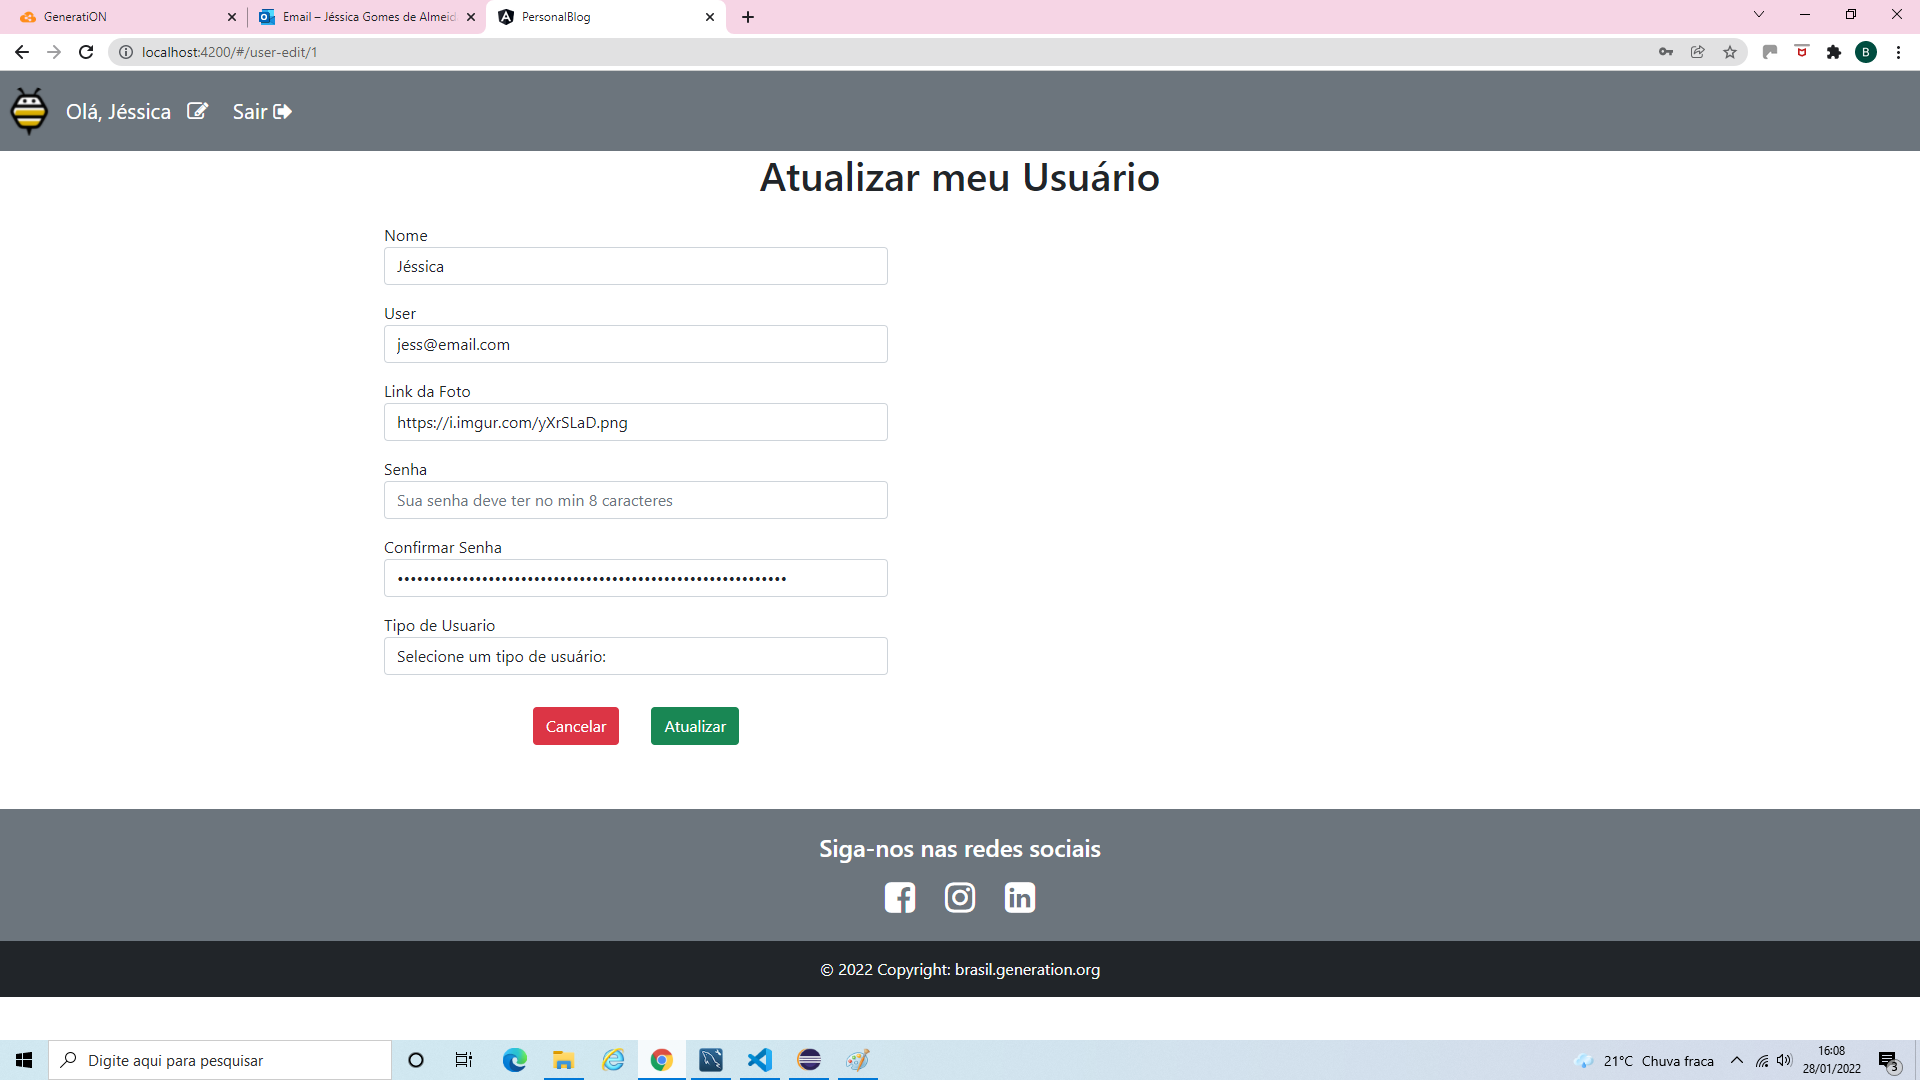 GeneratiON
Email – Jéssica Gomes de Almeid
PersonalBlog
localhost:4200/#/user-edit/1
B
Olá, Jéssica
Sair
Atualizar meu Usuário
Nome
Jéssica
User
jess@email.com
Link da Foto
https://i.imgur.com/yXrSLaD.png
Senha
Sua senha deve ter no min 8 caracteres
Confirmar Senha
••••••••••••••••••••••••••••••••••••••••••••••••••••••••••••
Tipo de Usuario
Selecione um tipo de usuário:
Cancelar
Atualizar
Siga-nos nas redes sociais
© 2022 Copyright: brasil.generation.org
Digite aqui para pesquisar
21°C Chuva fraca
16:08
28/01/2022
3